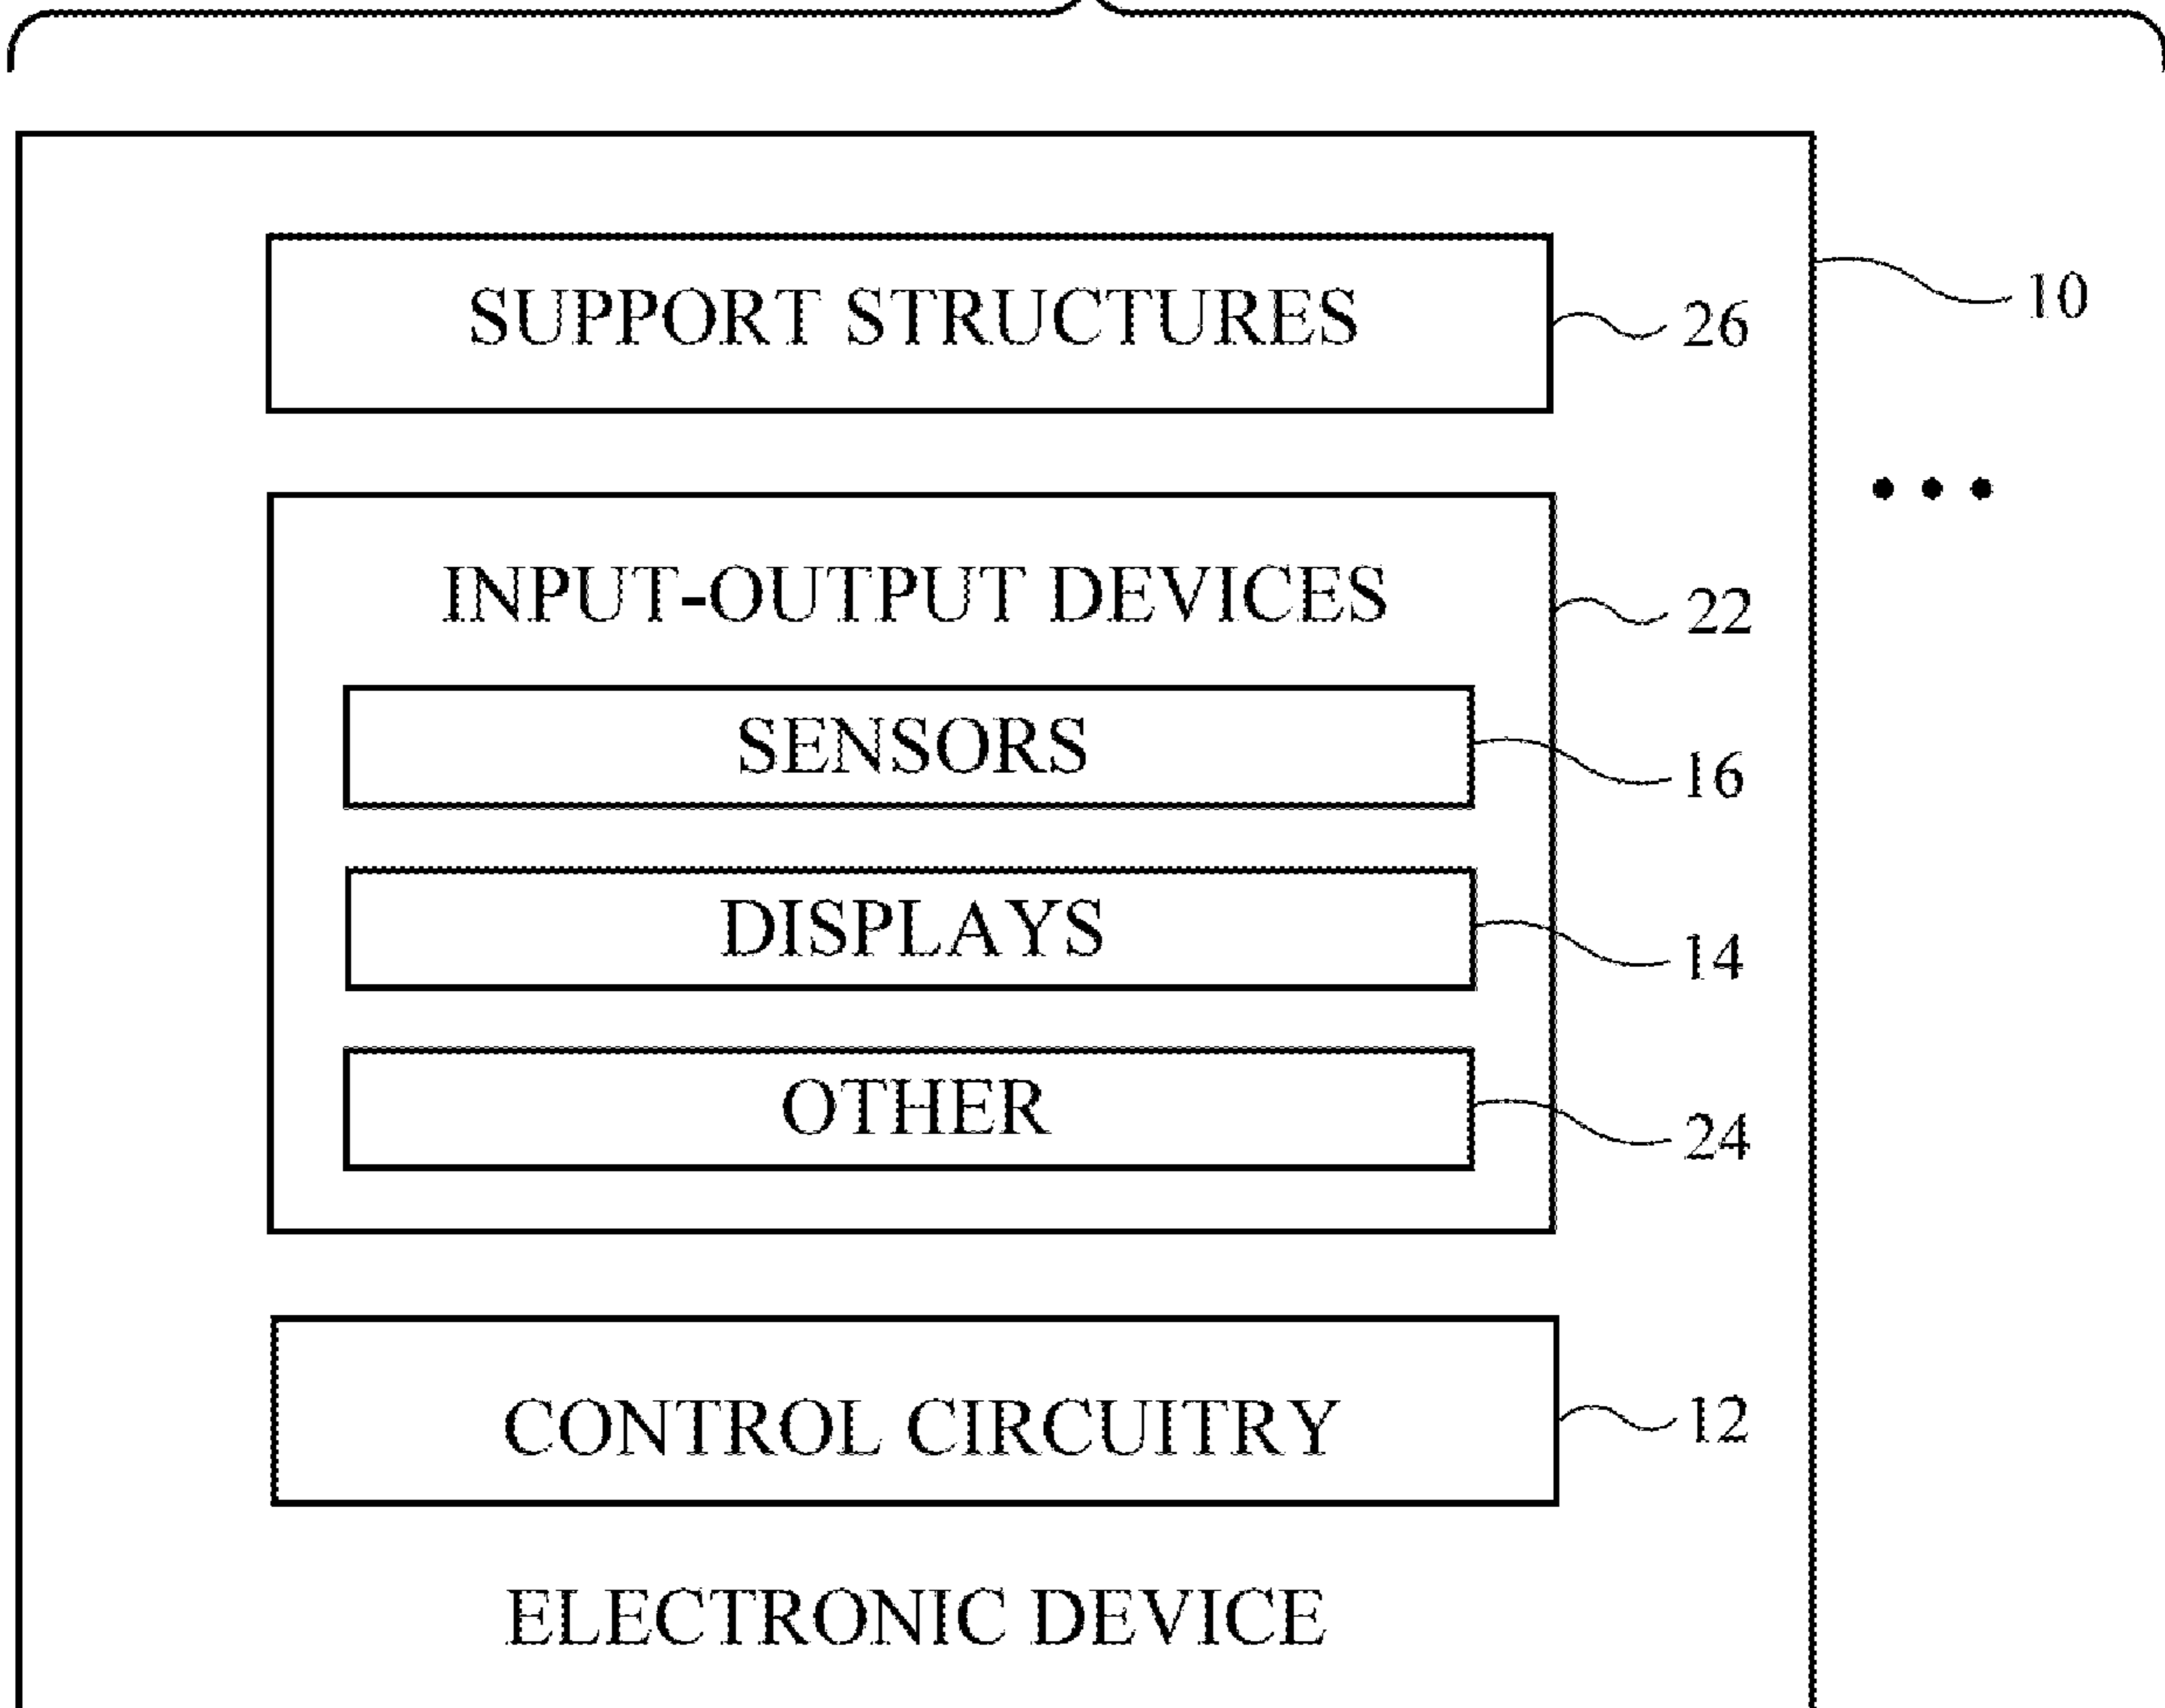 10
SUPPORT STRUCTURES
26
• • •
INPUT-OUTPUT DEVICES
22
SENSORS
16
DISPLAYS
14
OTHER
24
CONTROL CIRCUITRY
12
ELECTRONIC DEVICE